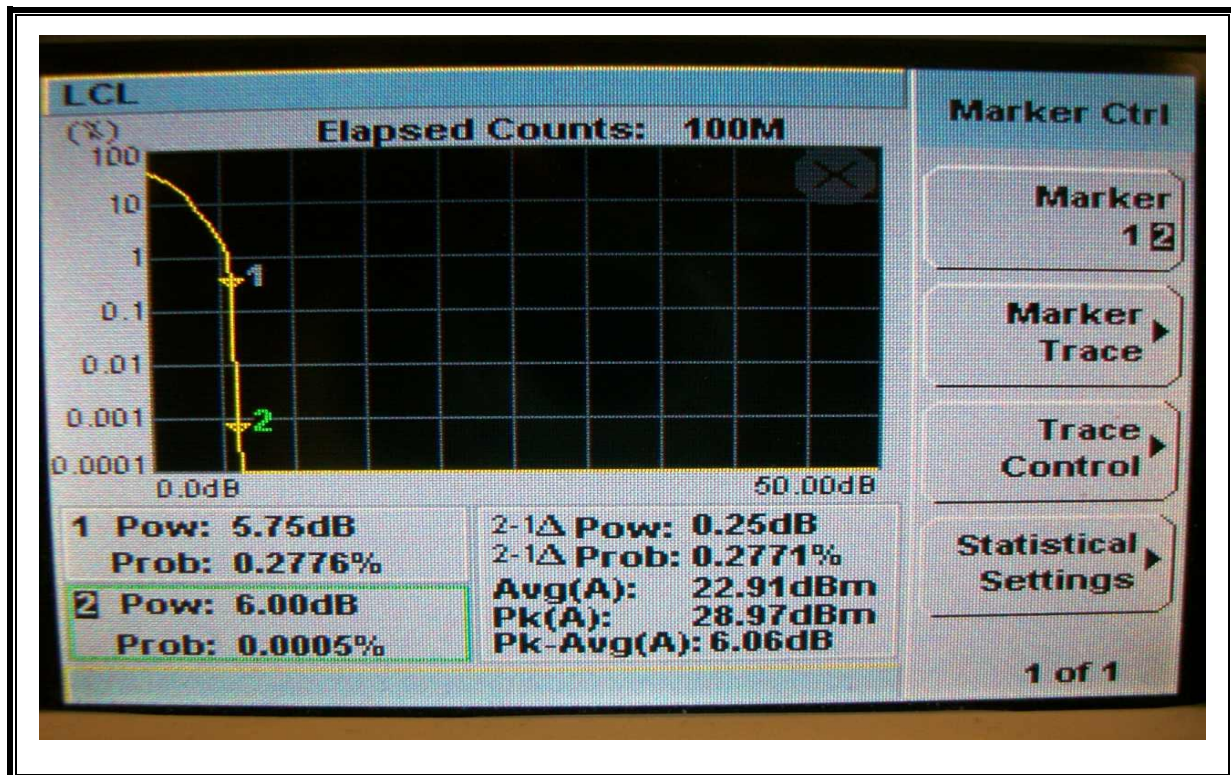 LCL
(%)
Elapsed Counts: 100M
100
10
1
0.1
0.01
0.001
0.0001
0.0dB
50.00dB
1
2
1 Pow: 5.75dB
Prob: 0.2776%
2 Pow: 6.00dB
Prob: 0.0005%
2-1Δ Pow: 0.25dB
2-1Δ Prob: 0.2771%
Avg(A): 22.91dBm
Pk(A): 28.97dBm
Pk-Avg(A): 6.06dB
Marker Ctrl
Marker
1 2
Marker
Trace
Trace
Control
Statistical
Settings
1 of 1